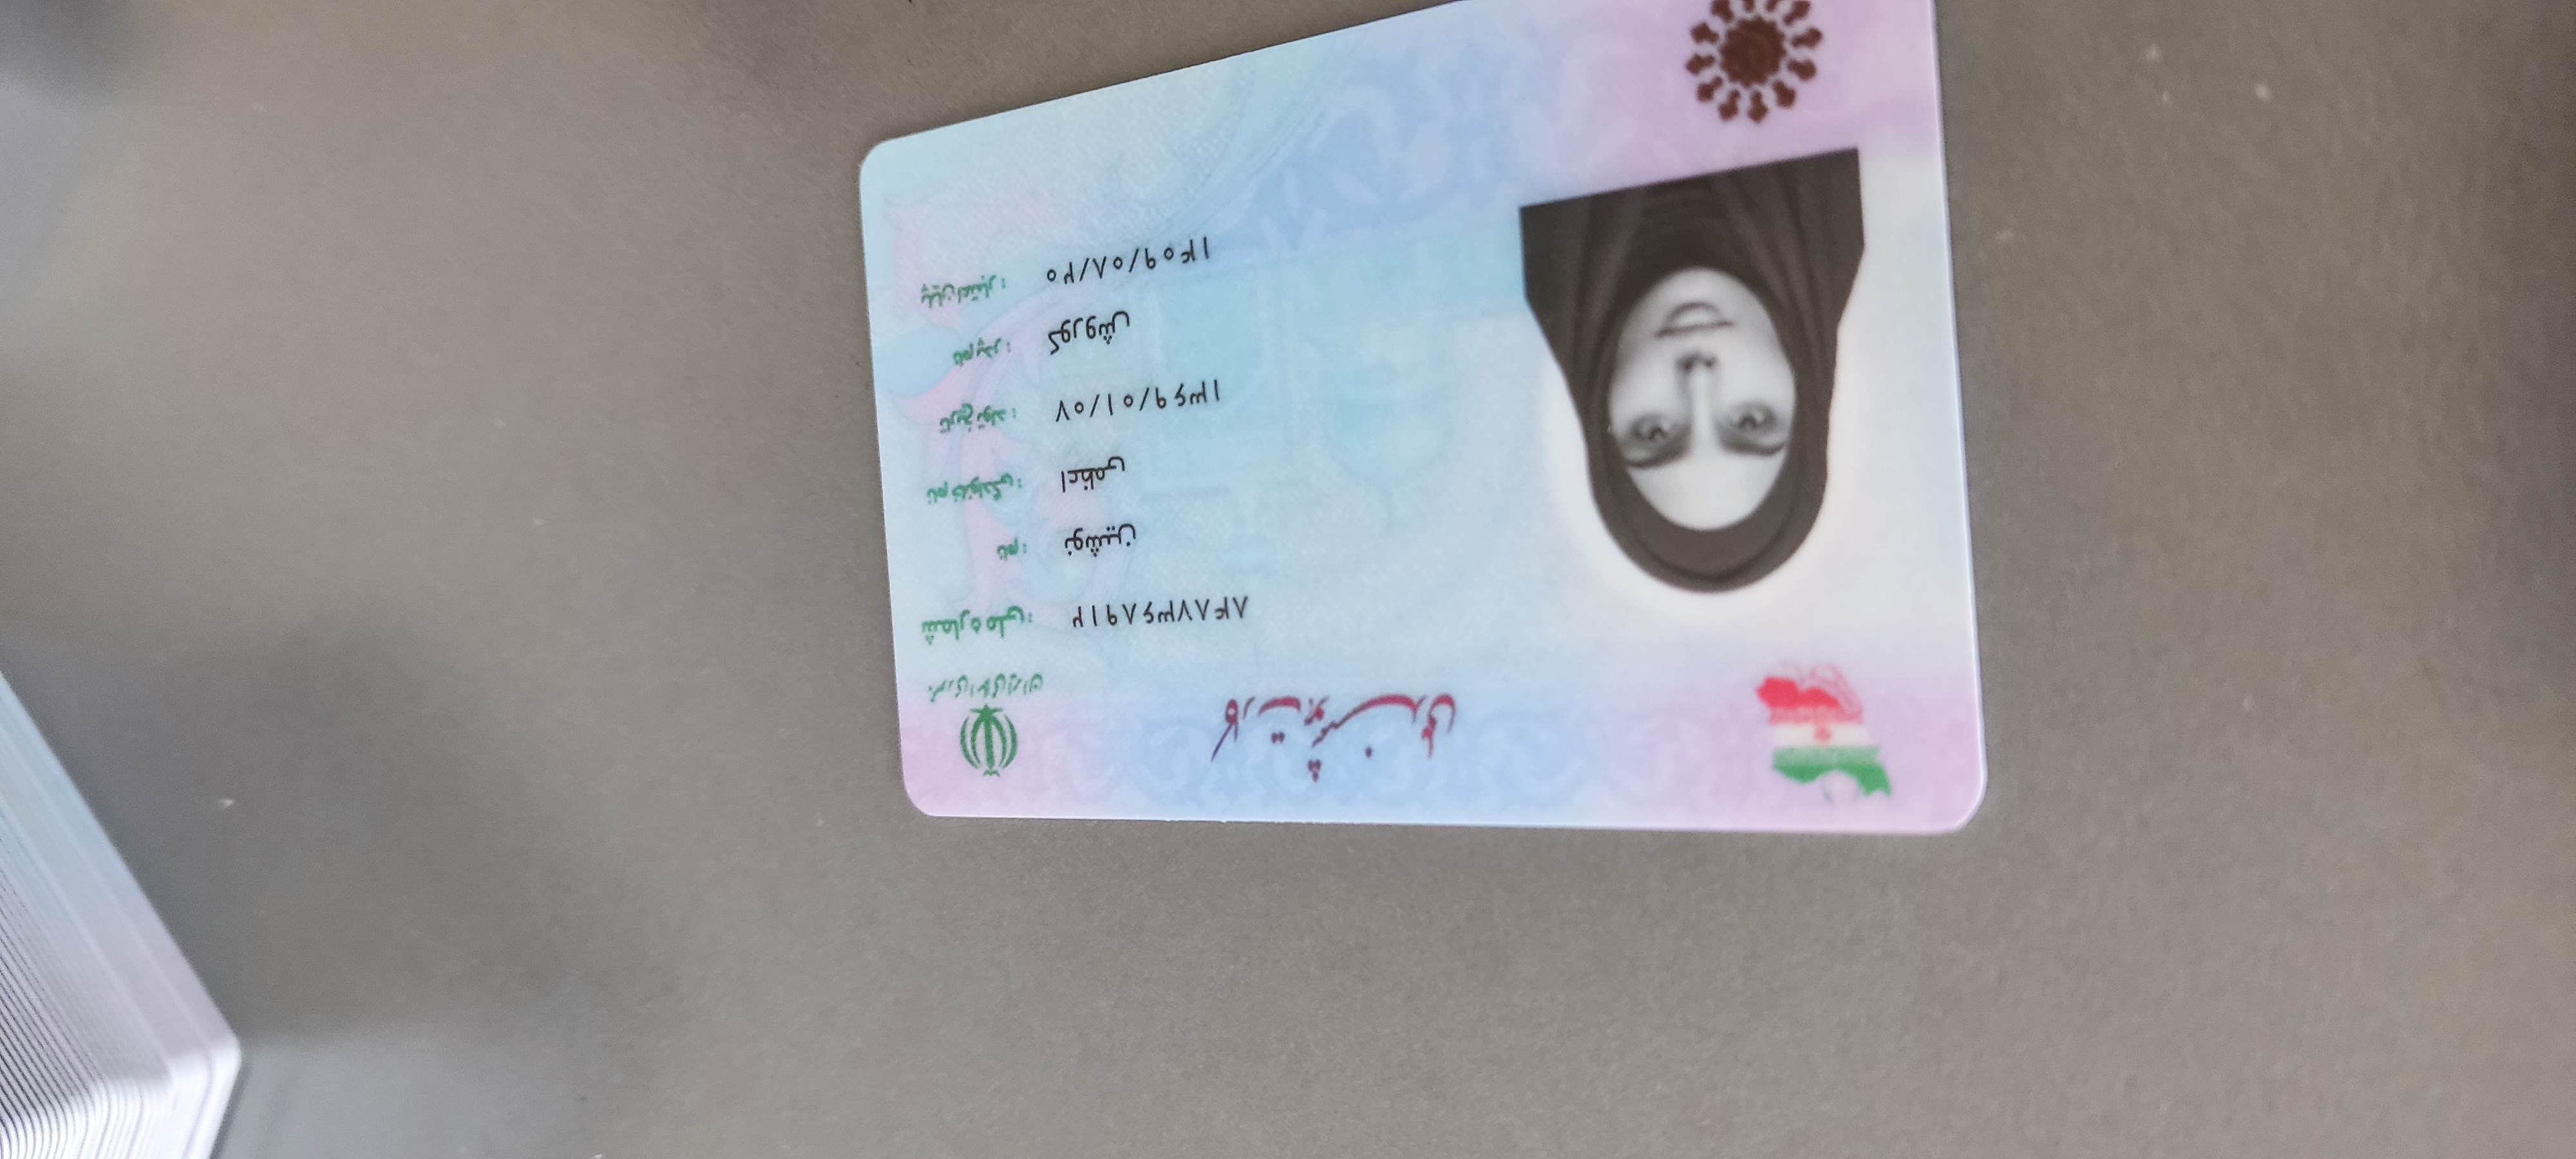 جمهوری اسلامی ایران
کارت هوشمند ملی
شماره ملی: ۸۴۸۷۳۶۸۹۱۲
نام: نوشین
نام خانوادگی: اعظمی
تاریخ تولد: ۱۳۶۹/۰۱/۰۷
نام پدر: کوروش
پایان اعتبار: ۱۴۰۹/۰۸/۲۰